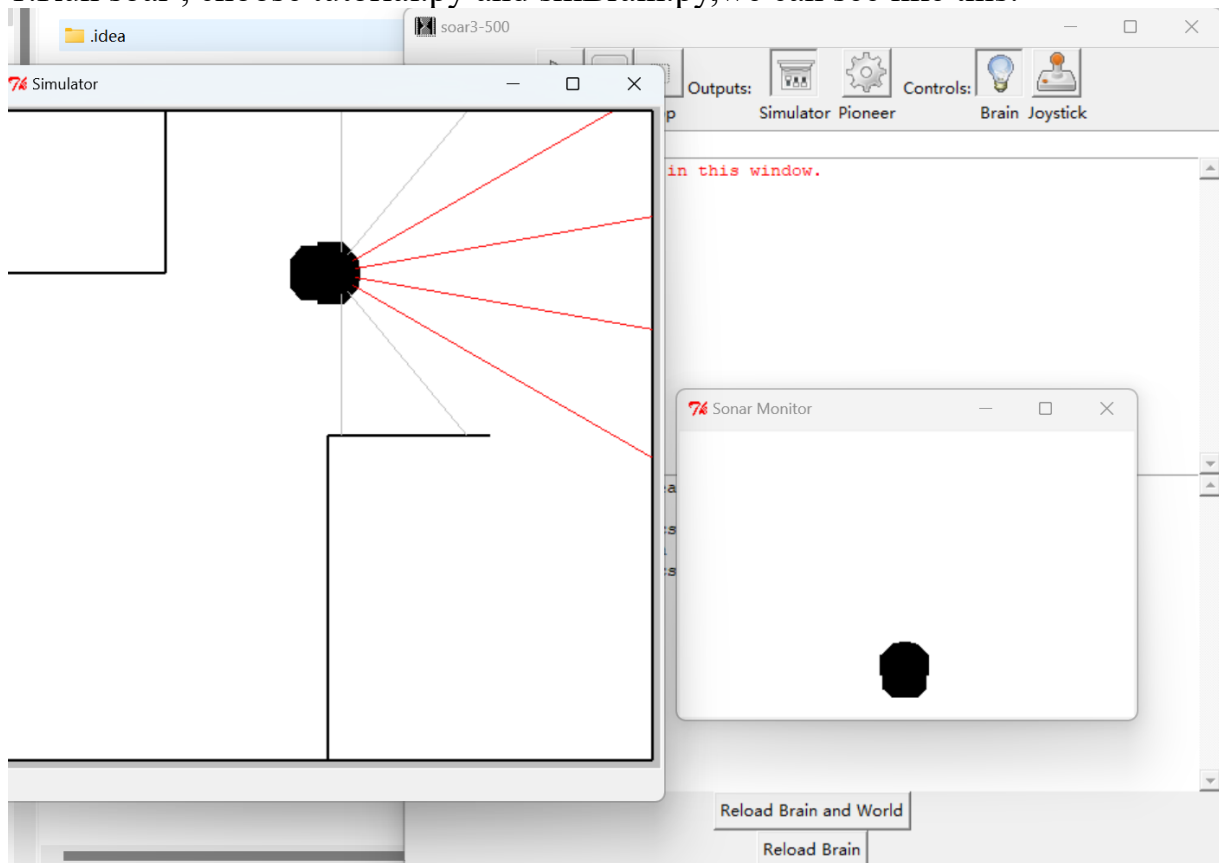 .idea
soar3-500
Simulator
Outputs:
Controls:
Simulator Pioneer
Brain Joystick
in this window.
Sonar Monitor
Reload Brain and World
Reload Brain